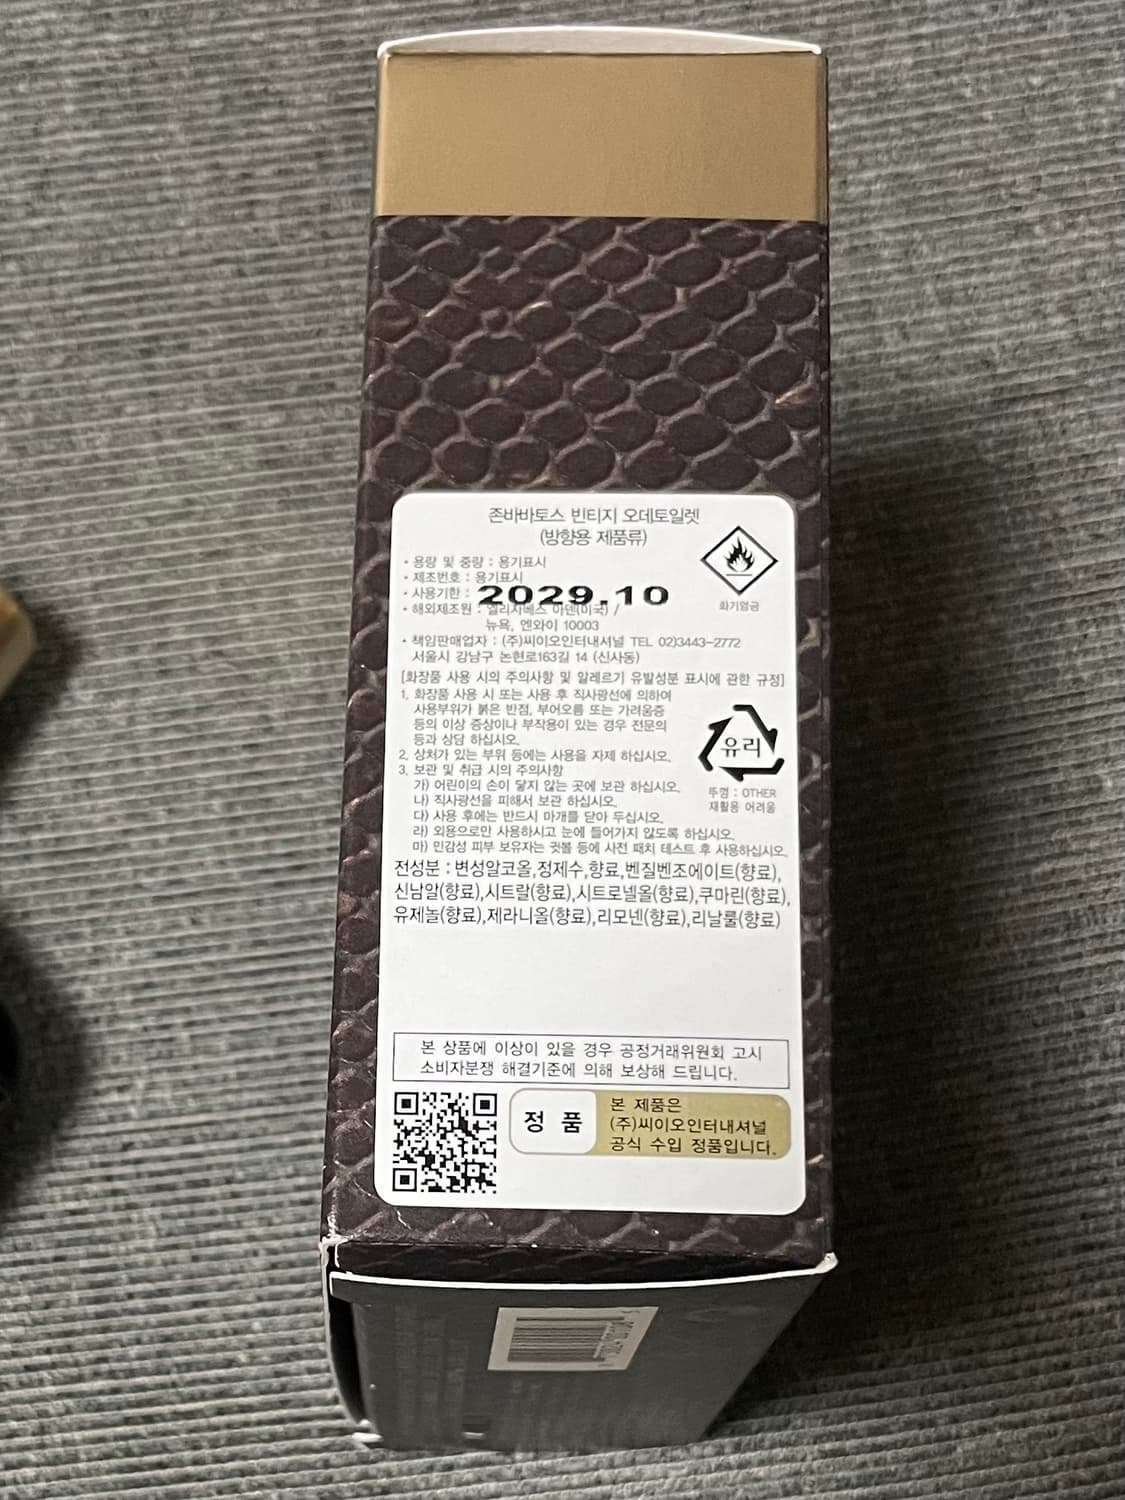 존바바토스 빈티지 오데토일렛
(방향용 제품류)
• 용량 및 중량 : 용기표시
• 제조번호 : 용기표시
• 사용기한 : 2029.10
• 해외제조원 : 엘리자베스 아덴(미국) /
뉴욕, 엔와이 10003
• 책임판매업자 : (주)씨이오인터내셔널 TEL 02)3443-2772
서울시 강남구 논현로163길 14 (신사동)
화기엄금
[화장품 사용 시의 주의사항 및 알레르기 유발성분 표시에 관한 규정]
1. 화장품 사용 시 또는 사용 후 직사광선에 의하여
사용부위가 붉은 반점, 부어오름 또는 가려움증
등의 이상 증상이나 부작용이 있는 경우 전문의
등과 상담 하십시오.
2. 상처가 있는 부위 등에는 사용을 자제 하십시오.
3. 보관 및 취급 시의 주의사항
가) 어린이의 손이 닿지 않는 곳에 보관 하십시오.
나) 직사광선을 피해서 보관 하십시오.
다) 사용 후에는 반드시 마개를 닫아 두십시오.
라) 외용으로만 사용하시고 눈에 들어가지 않도록 하십시오.
마) 민감성 피부 보유자는 귓볼 등에 사전 패치 테스트 후 사용하십시오.
유리
뚜껑 : OTHER
재활용 어려움
전성분 : 변성알코올,정제수,향료,벤질벤조에이트(향료),
신남알(향료),시트랄(향료),시트로넬올(향료),쿠마린(향료),
유제놀(향료),제라니올(향료),리모넨(향료),리날룰(향료)
본 상품에 이상이 있을 경우 공정거래위원회 고시
소비자분쟁 해결기준에 의해 보상해 드립니다.
정 품
본 제품은
(주)씨이오인터내셔널
공식 수입 정품입니다.